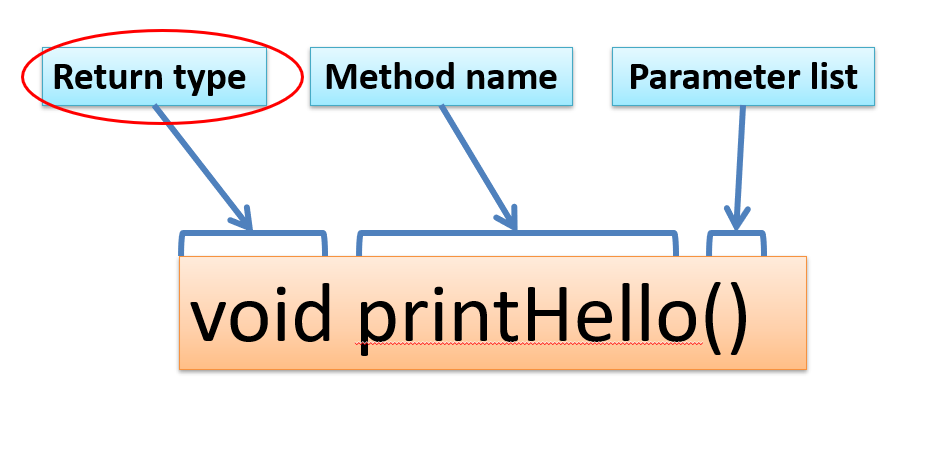 Return type
Method name
Parameter list
void printHello()